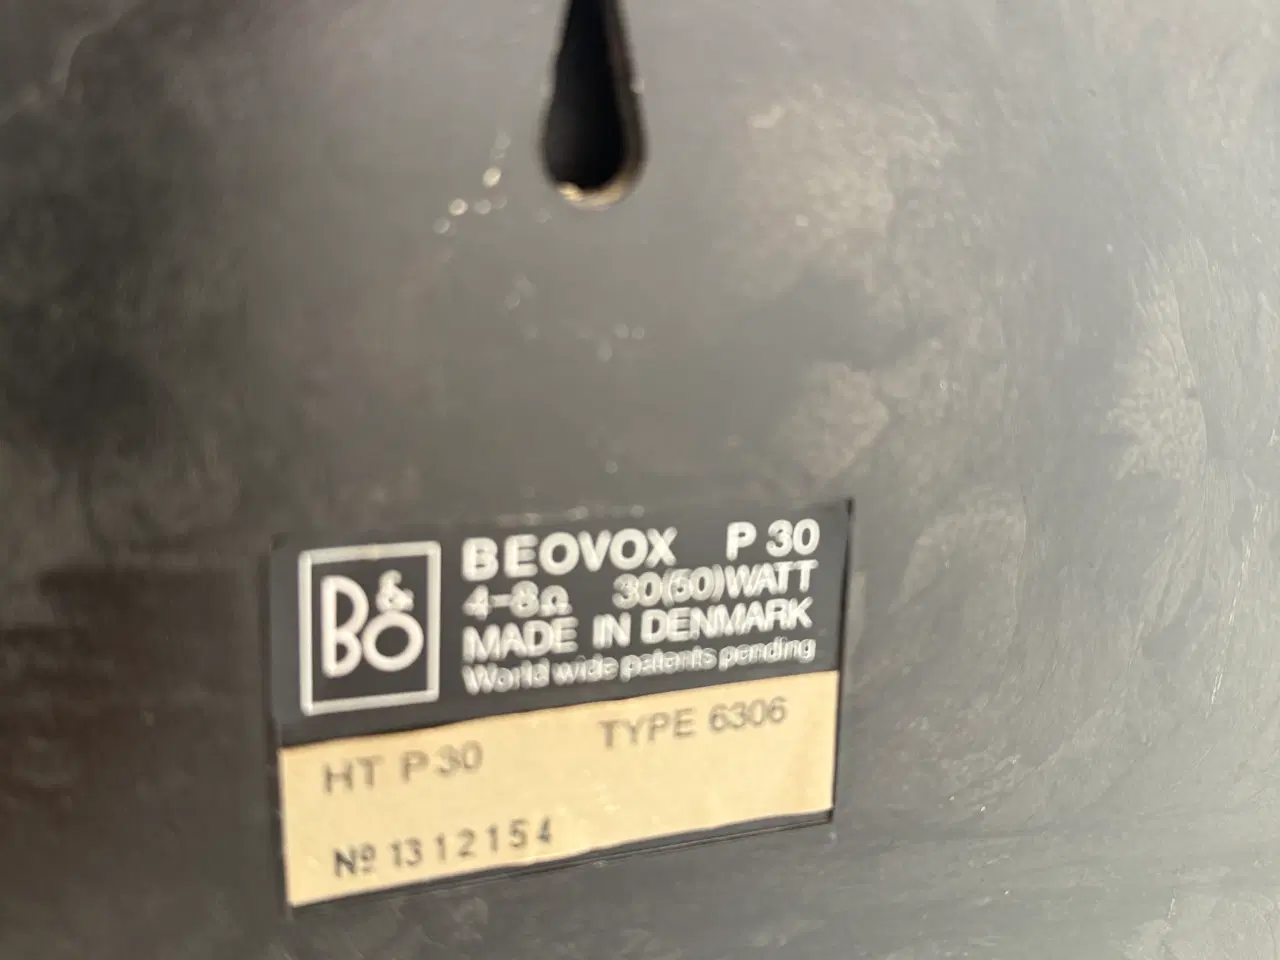 B&O
BEOVOX P 30
4-8Ω 30(50)WATT
MADE IN DENMARK
World wide patents pending
HT P30 TYPE 6306
Nº 1312154